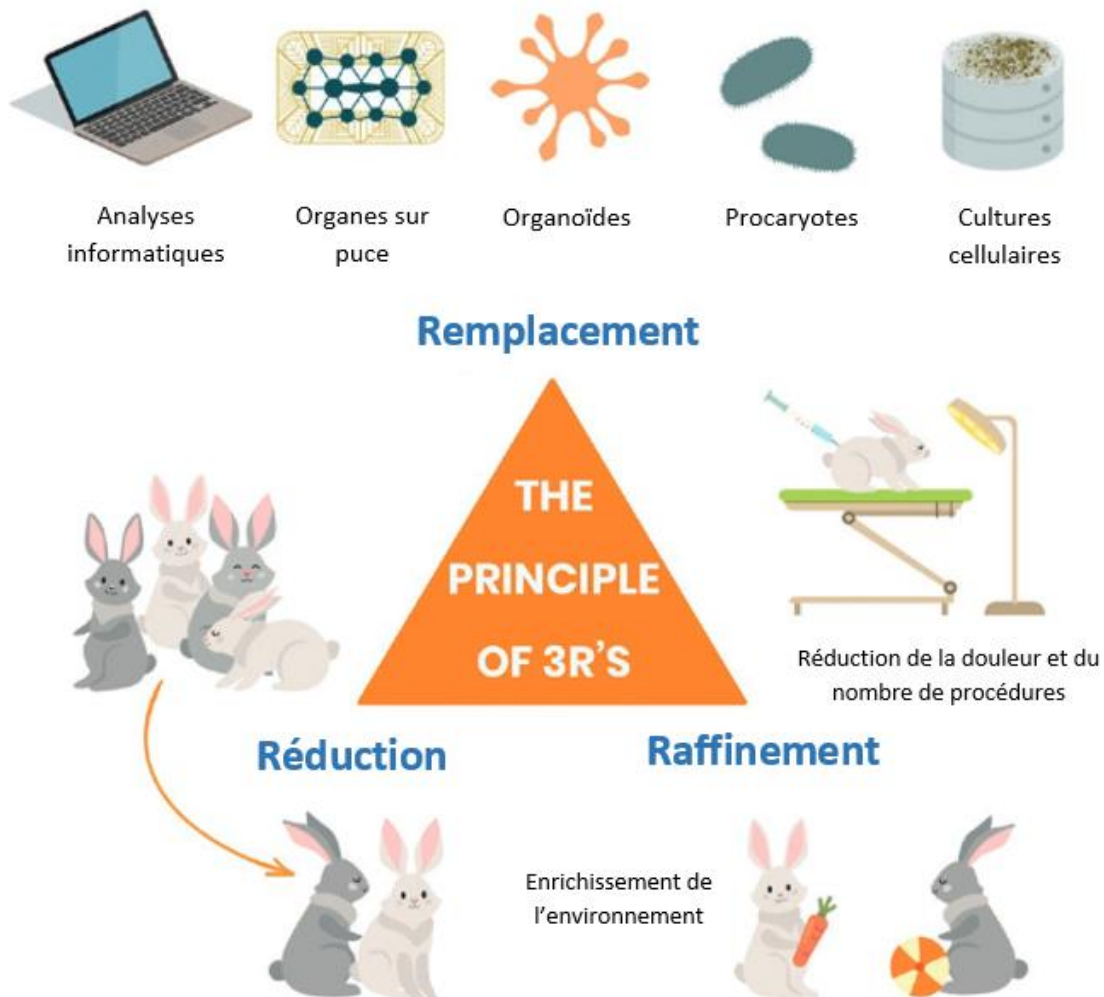 Analyses
informatiques
Organes sur
puce
Organoïdes
Procaryotes
Cultures
cellulaires
Remplacement
THE
PRINCIPLE
OF 3R'S
Réduction de la douleur et du
nombre de procédures
Réduction
Raffinement
Enrichissement de
l'environnement